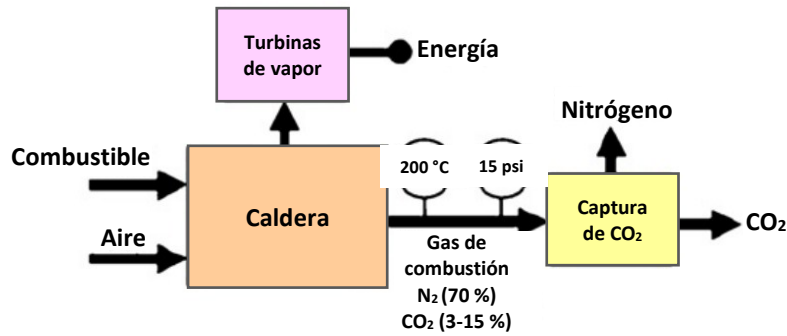 Turbinas
de vapor
Energía
Combustible
Aire
Caldera
200 °C
15 psi
Gas de
combustión
N₂ (70 %)
CO₂ (3-15 %)
Nitrógeno
Captura
de CO₂
CO₂